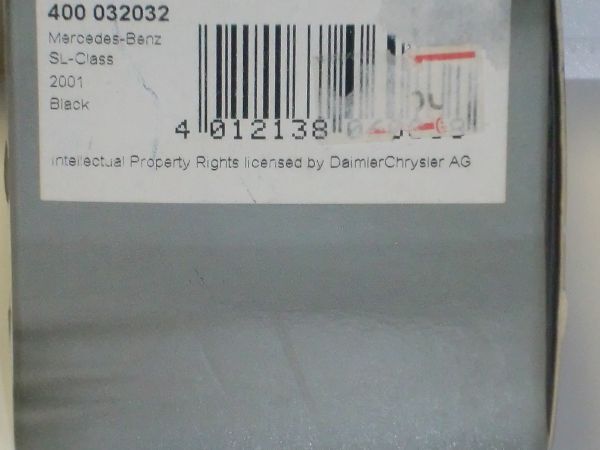 400 032032
Mercedes-Benz
SL-Class
2001
Black
4 012138
Intellectual Property Rights licensed by DaimlerChrysler AG